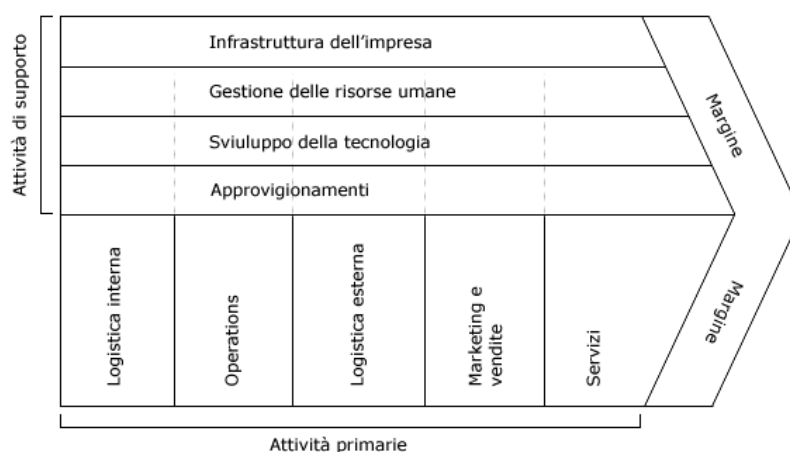 Attività di supporto
Infrastruttura dell'impresa
Gestione delle risorse umane
Sviuluppo della tecnologia
Approvigionamenti
Margine
Logistica interna
Operations
Logistica esterna
Marketing e
vendite
Servizi
Margine
Attività primarie